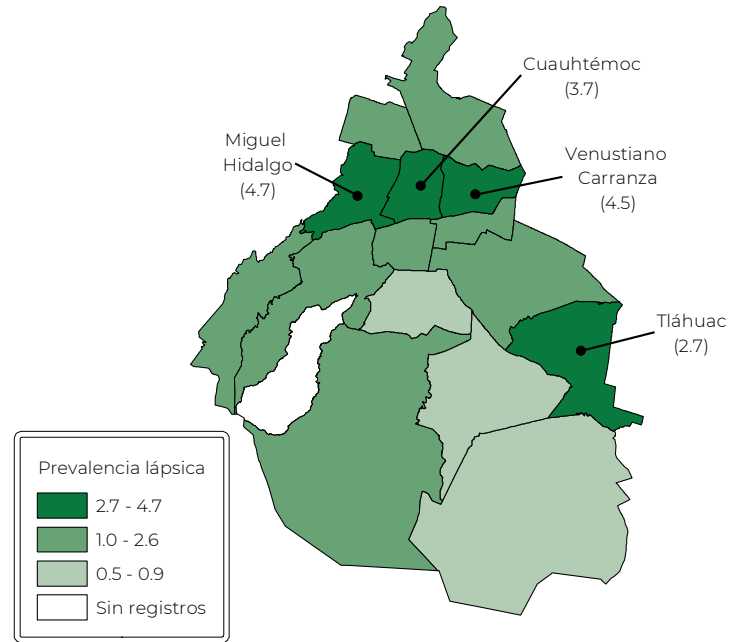 Cuauhtémoc
(3.7)
Miguel
Hidalgo
(4.7)
Venustiano
Carranza
(4.5)
Tláhuac
(2.7)
Prevalencia lápsica
2.7 - 4.7
1.0 - 2.6
0.5 - 0.9
Sin registros